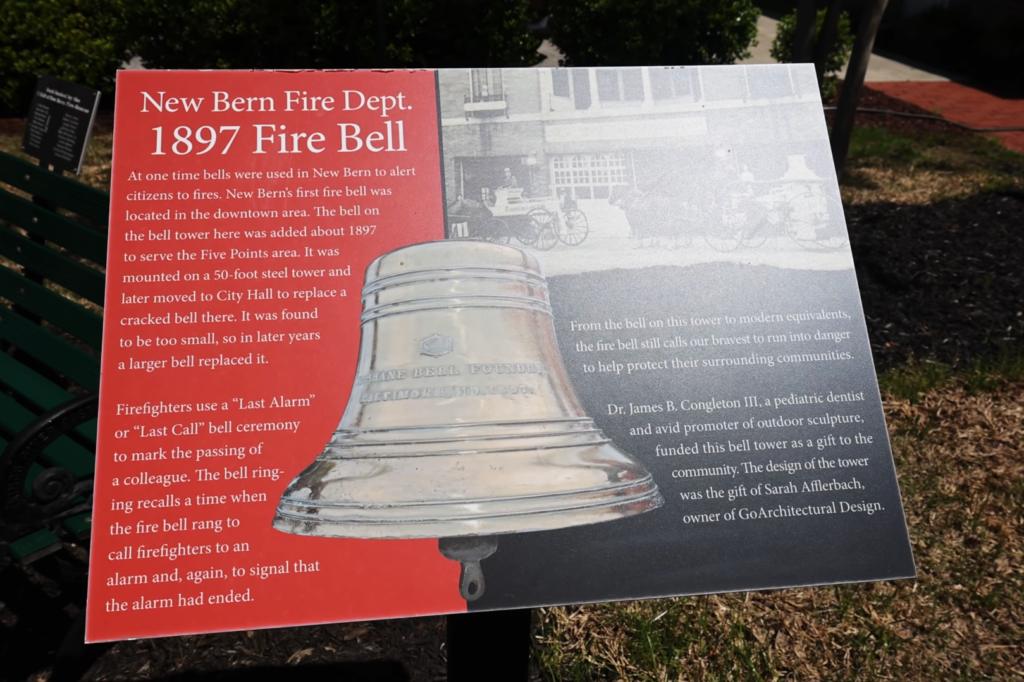 New Bern Fire Dept.
1897 Fire Bell
At one time bells were used in New Bern to alert
citizens to fires. New Bern's first fire bell was
located in the downtown area. The bell on
the bell tower here was added about 1897
to serve the Five Points area. It was
mounted on a 50-foot steel tower and
later moved to City Hall to replace a
cracked bell there. It was found
to be too small, so in later years
a larger bell replaced it.
Firefighters use a “Last Alarm”
or “Last Call” bell ceremony
to mark the passing of
a colleague. The bell ring-
ing recalls a time when
the fire bell rang to
call firefighters to an
alarm and, again, to signal that
the alarm had ended.
BELL
From the bell on this tower to modern equivalents,
the fire bell still calls our bravest to run into danger
to help protect their surrounding communities.
Dr. James B. Congleton III, a pediatric dentist
and avid promoter of outdoor sculpture,
funded this bell tower as a gift to the
community. The design of the tower
was the gift of Sarah Afflerbach,
owner of GoArchitectural Design.